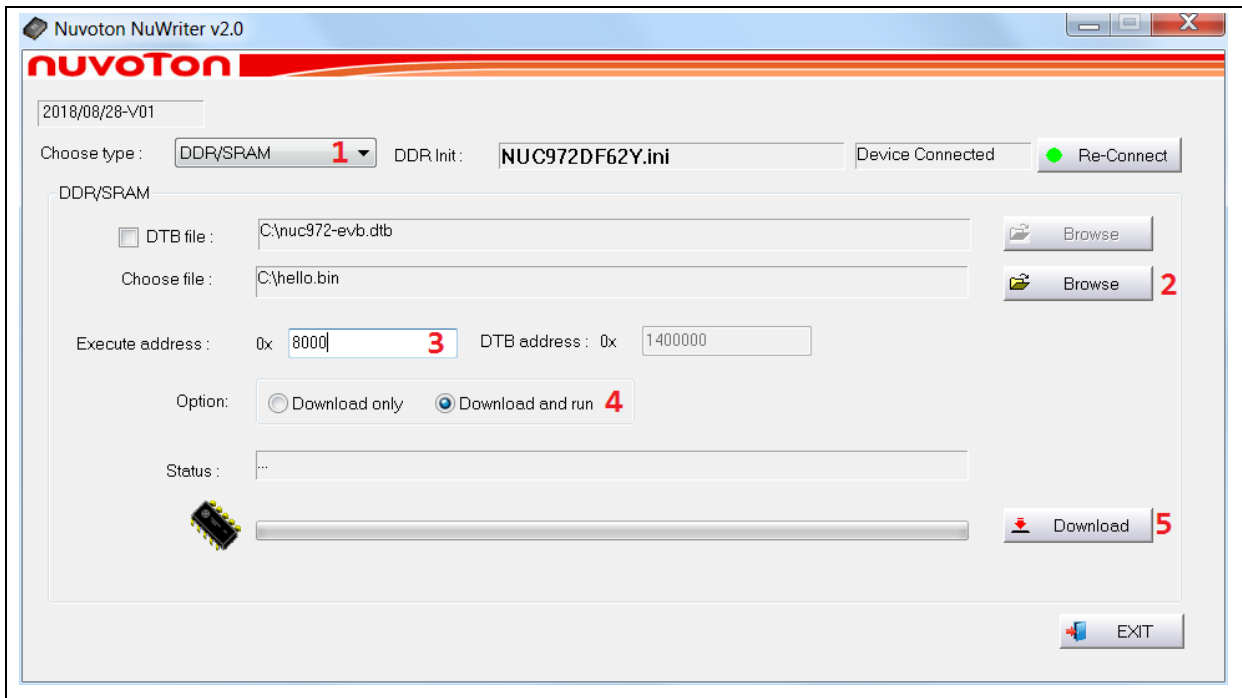 Nuvoton NuWriter v2.0
nuvoTon
2018/08/28-V01
Choose type : DDR/SRAM 1 DDR Init : NUC972DF62Y.ini Device Connected Re-Connect
DDR/SRAM
DTB file : C:\nuc972-evb.dtb Browse
Choose file : C:\hello.bin Browse 2
Execute address : 0x 8000 3 DTB address : 0x 1400000
Option: Download only Download and run 4
Status : ...
Download 5
EXIT